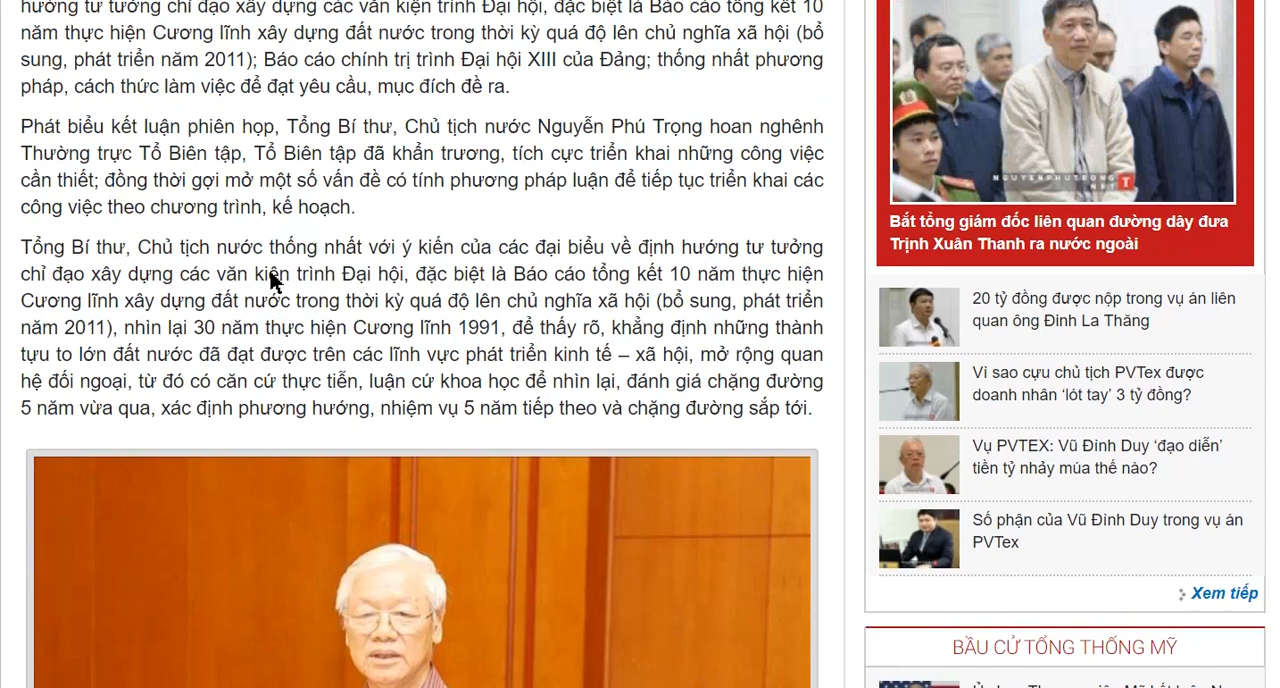 hướng tư tưởng chỉ đạo xây dựng các văn kiện trình Đại hội, đặc biệt là Báo cáo tổng kết 10
năm thực hiện Cương lĩnh xây dựng đất nước trong thời kỳ quá độ lên chủ nghĩa xã hội (bổ
sung, phát triển năm 2011); Báo cáo chính trị trình Đại hội XIII của Đảng; thống nhất phương
pháp, cách thức làm việc để đạt yêu cầu, mục đích đề ra.
Phát biểu kết luận phiên họp, Tổng Bí thư, Chủ tịch nước Nguyễn Phú Trọng hoan nghênh
Thường trực Tổ Biên tập, Tổ Biên tập đã khẩn trương, tích cực triển khai những công việc
cần thiết; đồng thời gợi mở một số vấn đề có tính phương pháp luận để tiếp tục triển khai các
công việc theo chương trình, kế hoạch.
Tổng Bí thư, Chủ tịch nước thống nhất với ý kiến của các đại biểu về định hướng tư tưởng
chỉ đạo xây dựng các văn kiện trình Đại hội, đặc biệt là Báo cáo tổng kết 10 năm thực hiện
Cương lĩnh xây dựng đất nước trong thời kỳ quá độ lên chủ nghĩa xã hội (bổ sung, phát triển
năm 2011), nhìn lại 30 năm thực hiện Cương lĩnh 1991, để thấy rõ, khẳng định những thành
tựu to lớn đất nước đã đạt được trên các lĩnh vực phát triển kinh tế – xã hội, mở rộng quan
hệ đối ngoại, từ đó có căn cứ thực tiễn, luận cứ khoa học để nhìn lại, đánh giá chặng đường
5 năm vừa qua, xác định phương hướng, nhiệm vụ 5 năm tiếp theo và chặng đường sắp tới.
NGUYENPHUTRONG
NET
T
Bắt tổng giám đốc liên quan đường dây đưa
Trịnh Xuân Thanh ra nước ngoài
20 tỷ đồng được nộp trong vụ án liên
quan ông Đinh La Thăng
Vì sao cựu chủ tịch PVTex được
doanh nhân ‘lót tay’ 3 tỷ đồng?
Vụ PVTEX: Vũ Đình Duy ‘đạo diễn’
tiền tỷ nhảy múa thế nào?
Số phận của Vũ Đình Duy trong vụ án
PVTex
Xem tiếp
BẦU CỬ TỔNG THỐNG MỸ